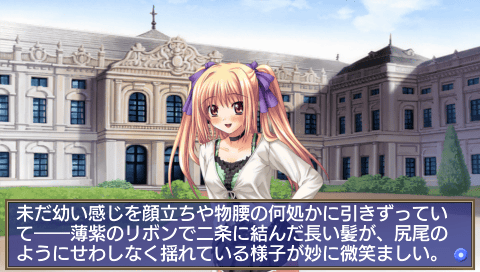 未だ幼い感じを顔立ちや物腰の何処かに引きずってい
て――薄紫のリボンで二条に結んだ長い髪が、尻尾の
ようにせわしなく揺れている様子が妙に微笑ましい。